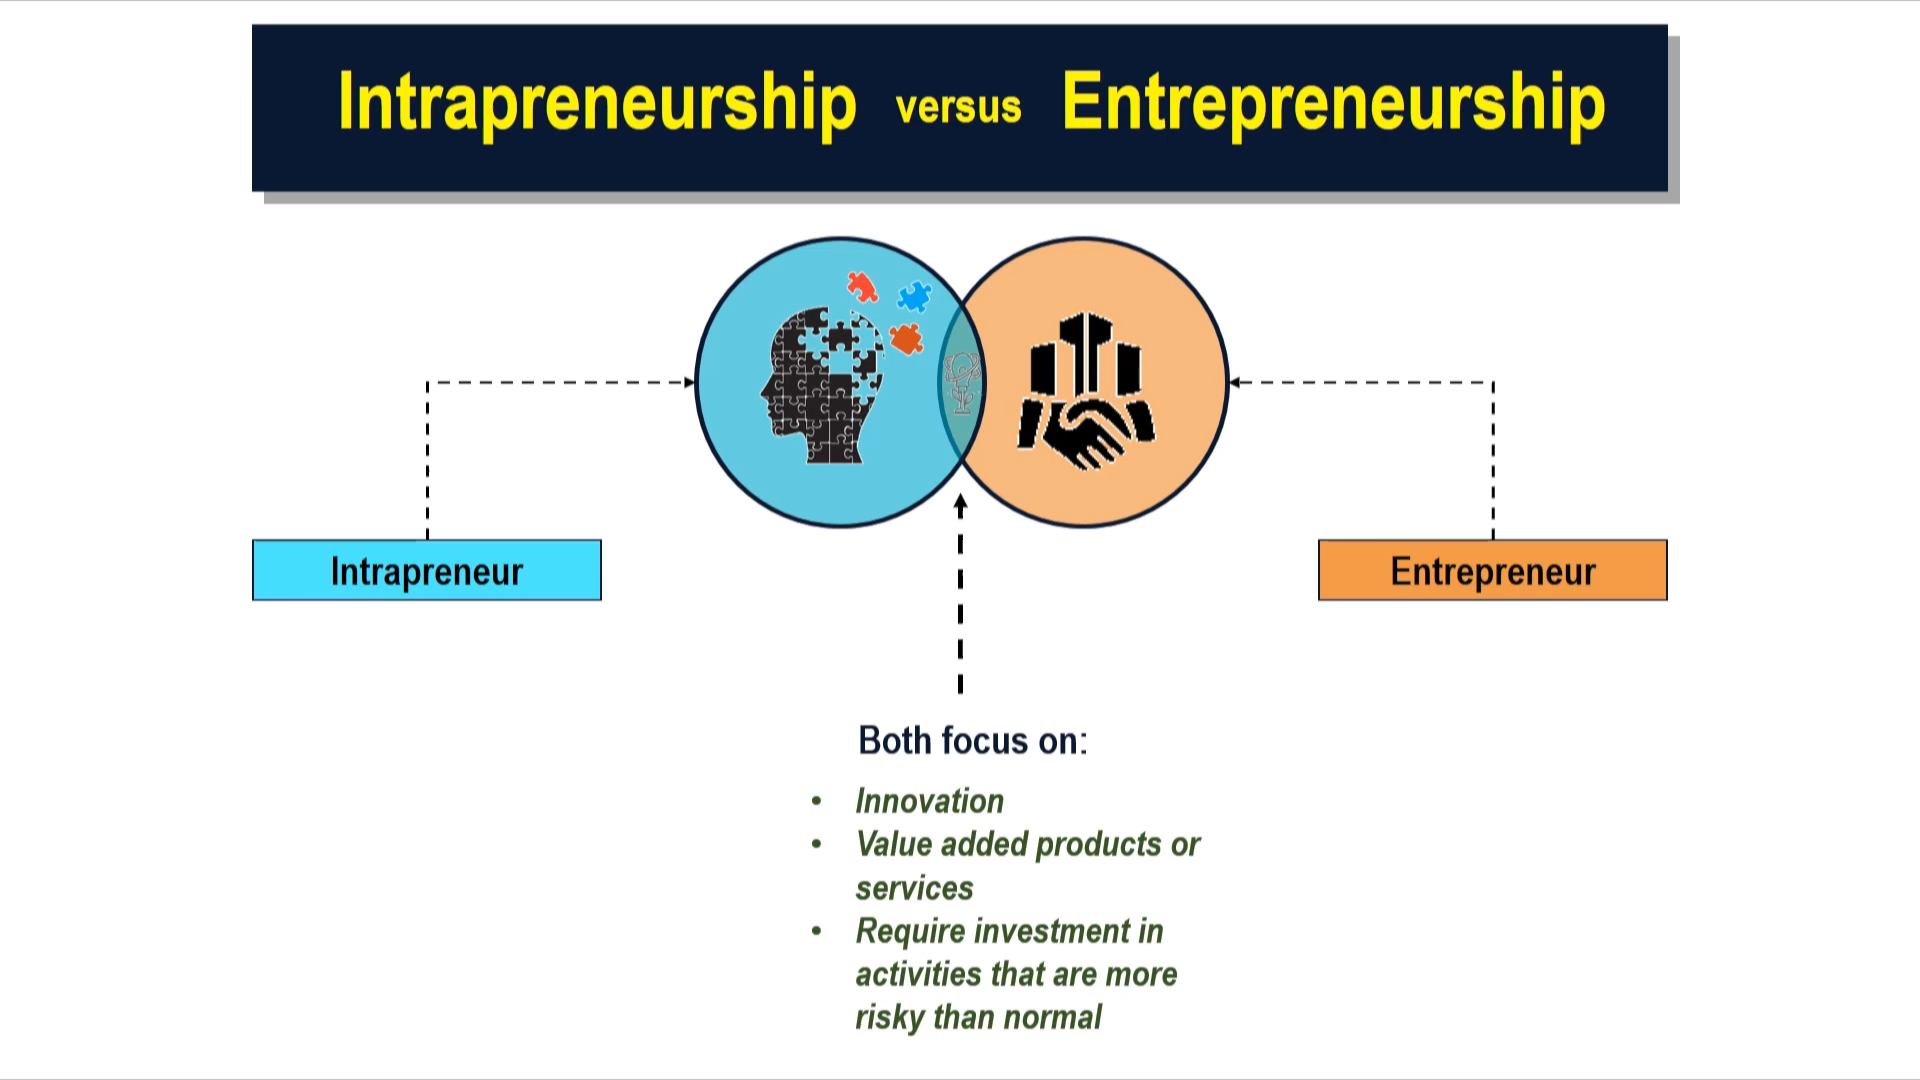 Intrapreneurship versus Entrepreneurship
Intrapreneur
Entrepreneur
Both focus on:
• Innovation
• Value added products or
services
• Require investment in
activities that are more
risky than normal